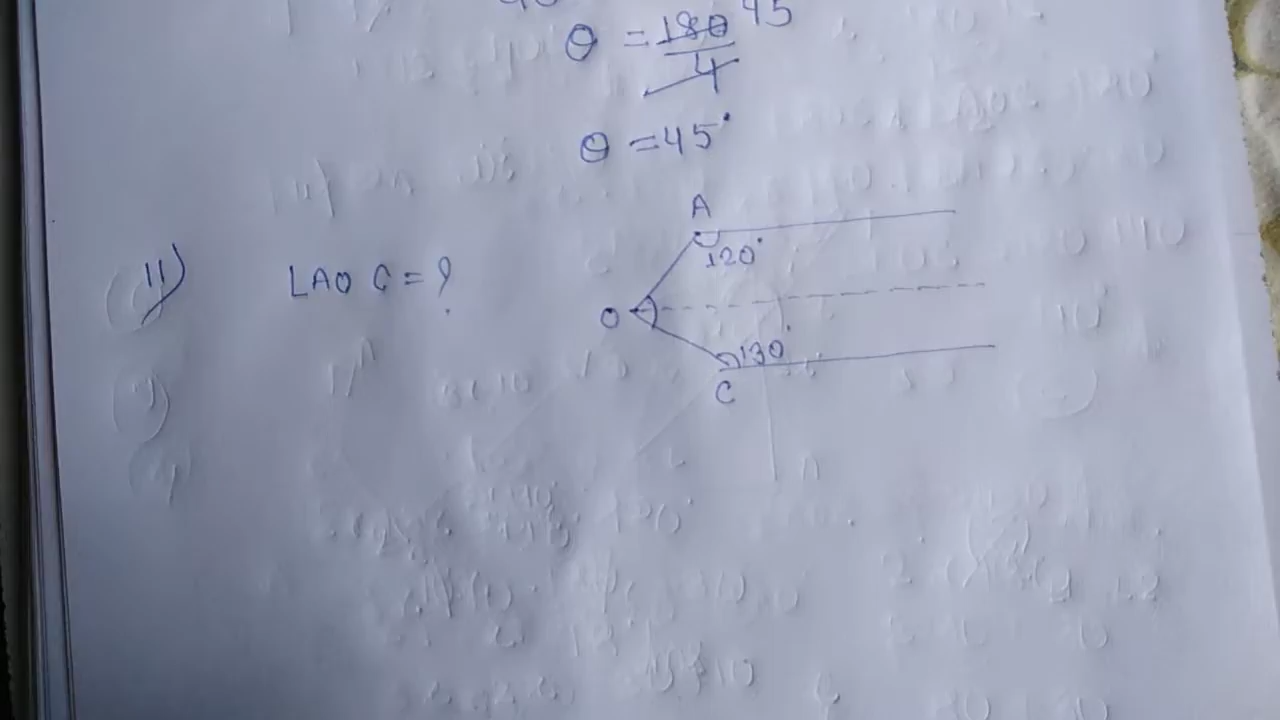 θ = 180 45
4
θ = 45°
11) ∠AOC = ?
A
120°
O
130°
C